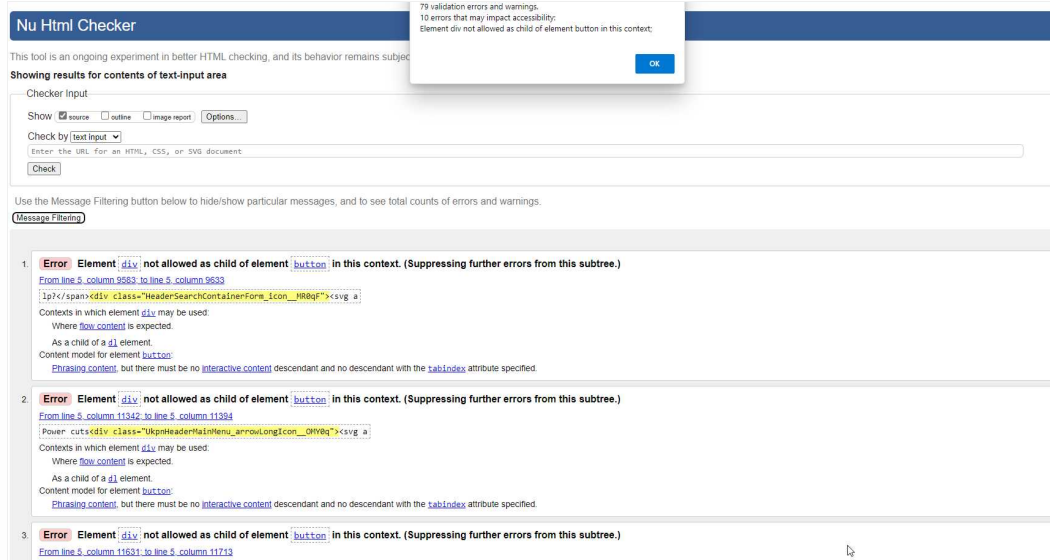 79 validation errors and warnings.
10 errors that may impact accessibility:
Element div not allowed as child of element button in this context;
OK
Nu Html Checker
This tool is an ongoing experiment in better HTML checking, and its behavior remains subjec
Showing results for contents of text-input area
Checker Input
Show source outline image report Options...
Check by text input
Enter the URL for an HTML, CSS, or SVG document
Check
Use the Message Filtering button below to hide/show particular messages, and to see total counts of errors and warnings.
Message Filtering
1. Error Element div not allowed as child of element button in this context. (Suppressing further errors from this subtree.)
From line 5, column 9583; to line 5, column 9633
lp?</span><div class="HeaderSearchContainerForm_icon__MR0qF"><svg a
Contexts in which element div may be used:
Where flow content is expected.
As a child of a dl element.
Content model for element button:
Phrasing content, but there must be no interactive content descendant and no descendant with the tabindex attribute specified.
2. Error Element div not allowed as child of element button in this context. (Suppressing further errors from this subtree.)
From line 5, column 11342; to line 5, column 11394
Power cuts<div class="UkpnHeaderMainMenu_arrowLongIcon__OMY0q"><svg a
Contexts in which element div may be used:
Where flow content is expected.
As a child of a dl element.
Content model for element button:
Phrasing content, but there must be no interactive content descendant and no descendant with the tabindex attribute specified.
3. Error Element div not allowed as child of element button in this context. (Suppressing further errors from this subtree.)
From line 5, column 11631; to line 5, column 11713